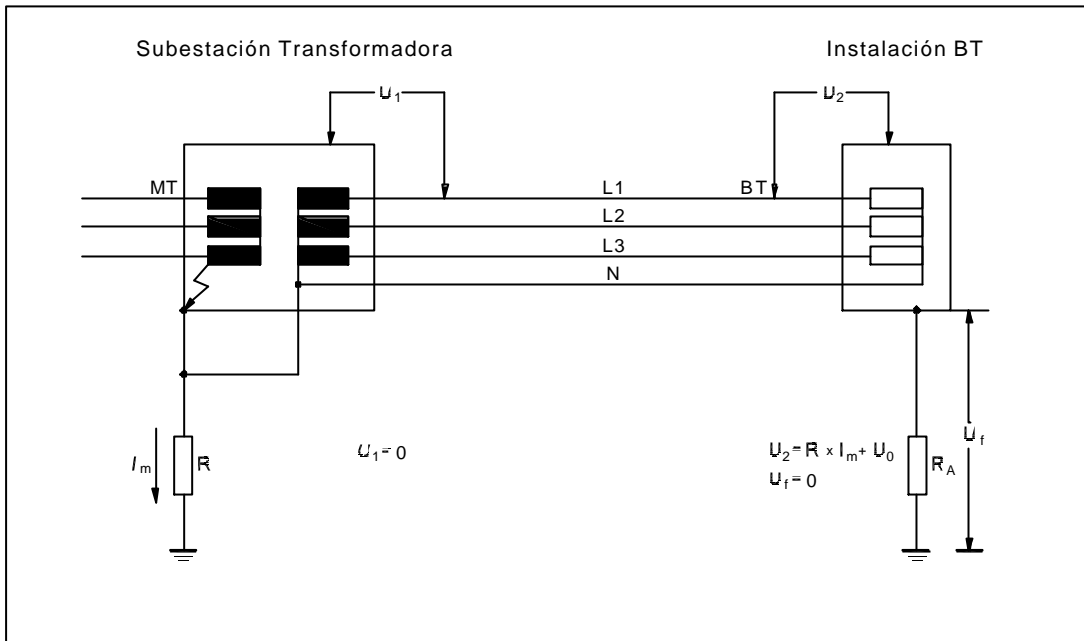 Subestación Transformadora
Instalación BT
U1
U2
MT
L1
BT
L2
L3
N
Im
R
U1=0
U2=R x Im+ U0
Uf=0
RA
Uf